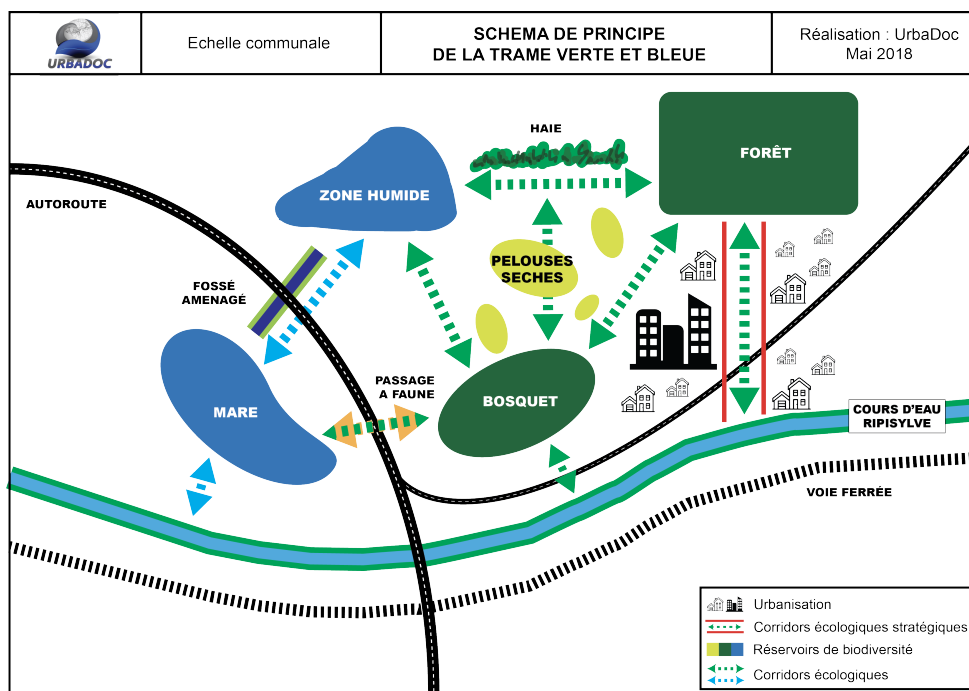 URBADOC
Echelle communale
SCHEMA DE PRINCIPE
DE LA TRAME VERTE ET BLEUE
Réalisation : UrbaDoc
Mai 2018
HAIE
FORÊT
ZONE HUMIDE
AUTOROUTE
PELOUSES
SECHES
FOSSÉ
AMENAGÉ
PASSAGE
A FAUNE
MARE
BOSQUET
COURS D'EAU
RIPISYLVE
VOIE FERRÉE
Urbanisation
Corridors écologiques stratégiques
Réservoirs de biodiversité
Corridors écologiques